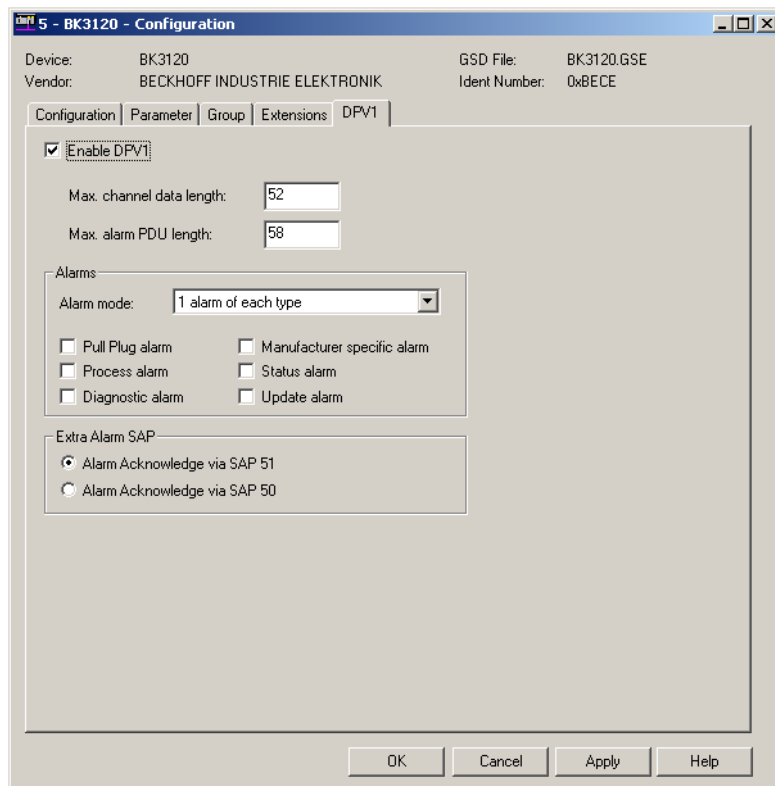 5 - BK3120 - Configuration
Device: BK3120 GSD File: BK3120.GSE
Vendor: BECKHOFF INDUSTRIE ELEKTRONIK Ident Number: 0xBECE
Configuration Parameter Group Extensions DPV1
Enable DPV1
Max. channel data length: 52
Max. alarm PDU length: 58
Alarms
Alarm mode: 1 alarm of each type
Pull Plug alarm Manufacturer specific alarm
Process alarm Status alarm
Diagnostic alarm Update alarm
Extra Alarm SAP
Alarm Acknowledge via SAP 51
Alarm Acknowledge via SAP 50
OK Cancel Apply Help